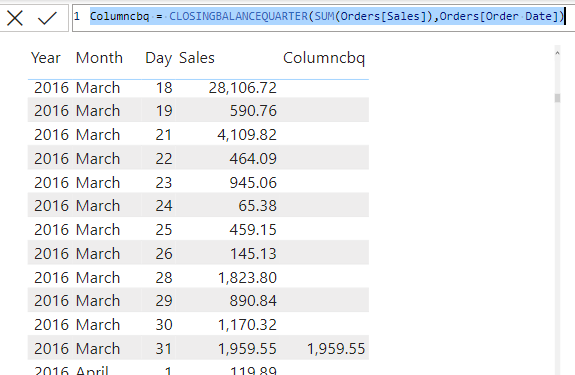 1 Columncbq = CLOSINGBALANCEQUARTER(SUM(Orders[Sales]),Orders[Order Date])
Year Month Day Sales Columncbq
2016 March 18 28,106.72
2016 March 19 590.76
2016 March 21 4,109.82
2016 March 22 464.09
2016 March 23 945.06
2016 March 24 65.38
2016 March 25 459.15
2016 March 26 145.13
2016 March 28 1,823.80
2016 March 29 890.84
2016 March 30 1,170.32
2016 March 31 1,959.55 1,959.55
2016 April 1 119.89